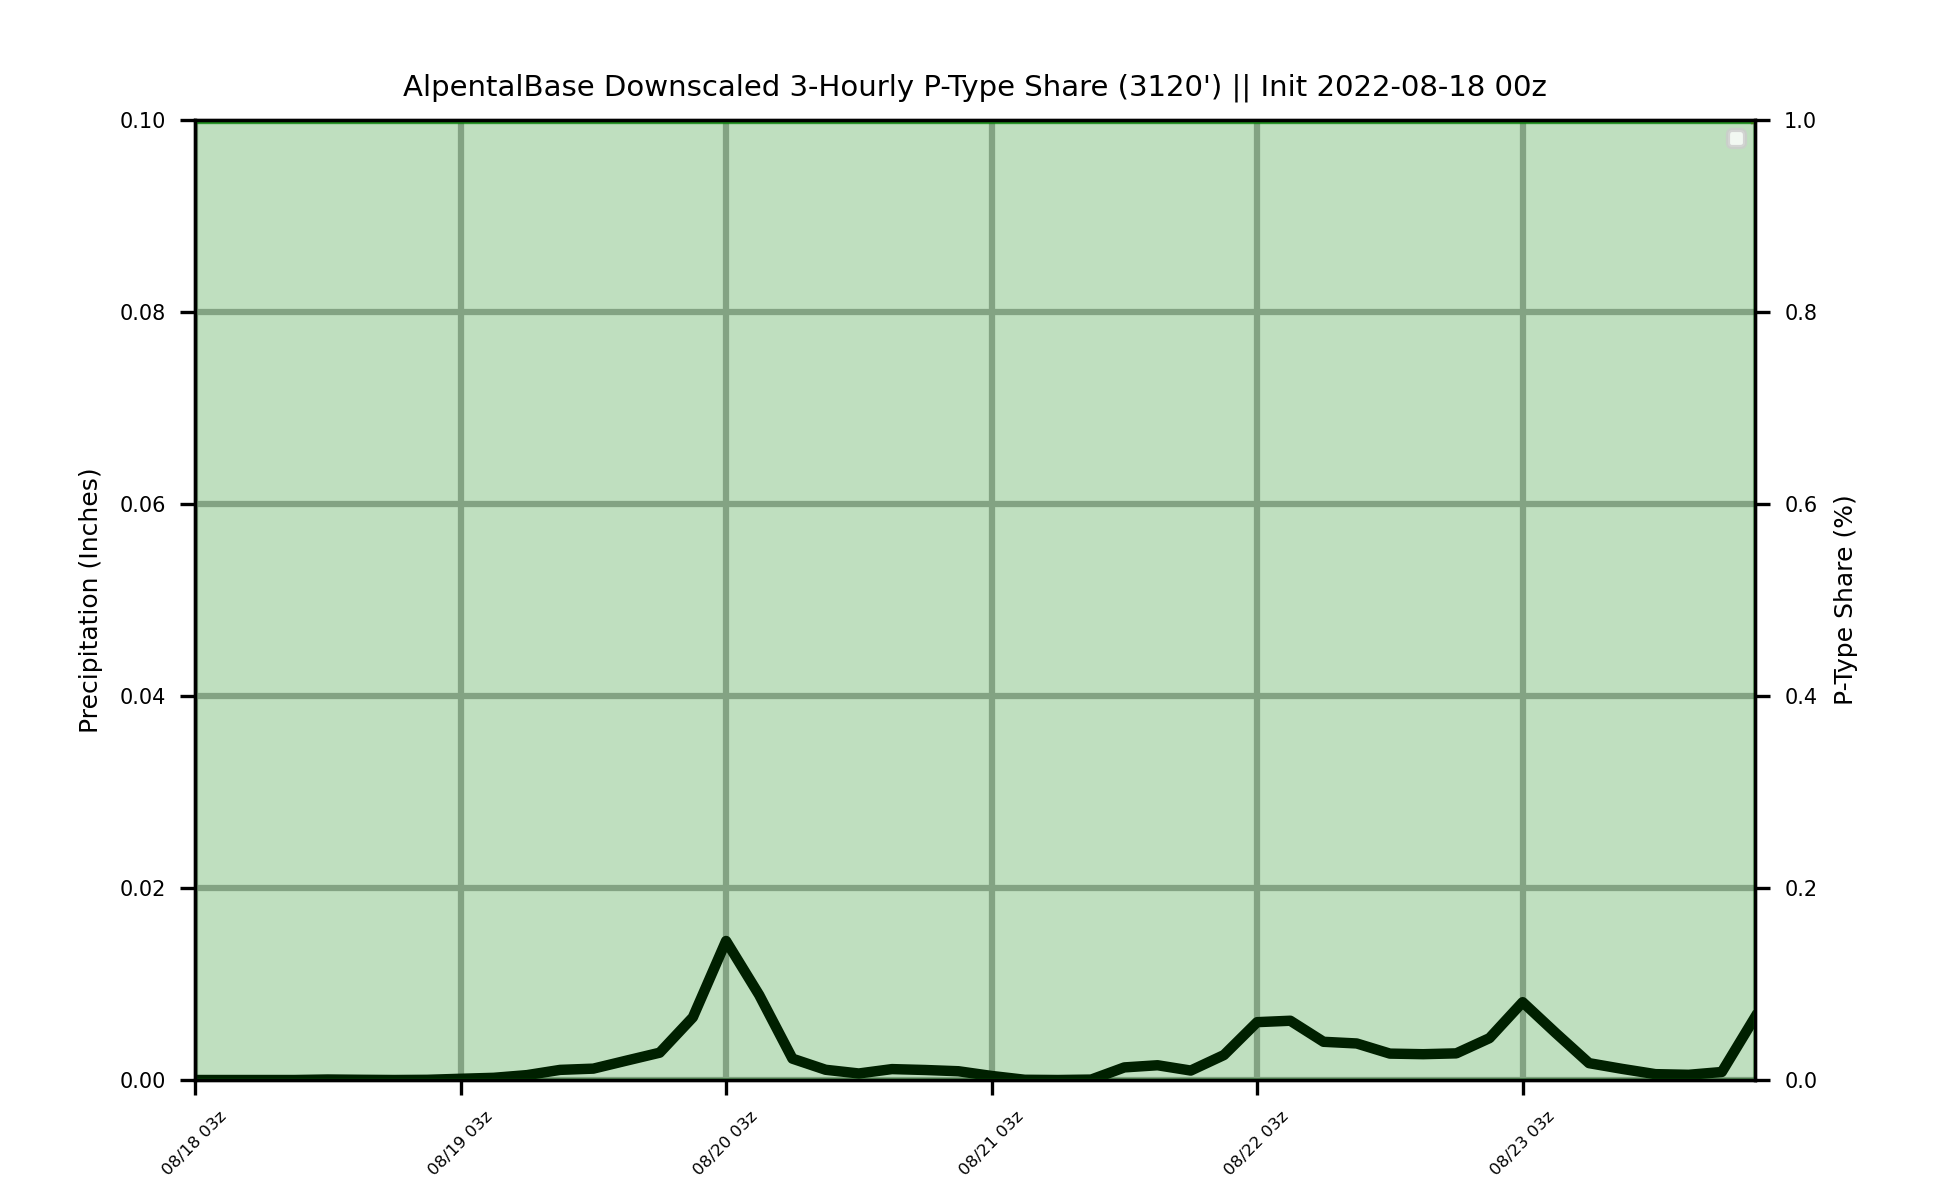 AlpentalBase Downscaled 3-Hourly P-Type Share (3120') || Init 2022-08-18 00z
0.10
0.08
0.06
0.04
0.02
0.00
Precipitation (Inches)
1.0
0.8
0.6
0.4
0.2
0.0
P-Type Share (%)
08/18 03z
08/19 03z
08/20 03z
08/21 03z
08/22 03z
08/23 03z